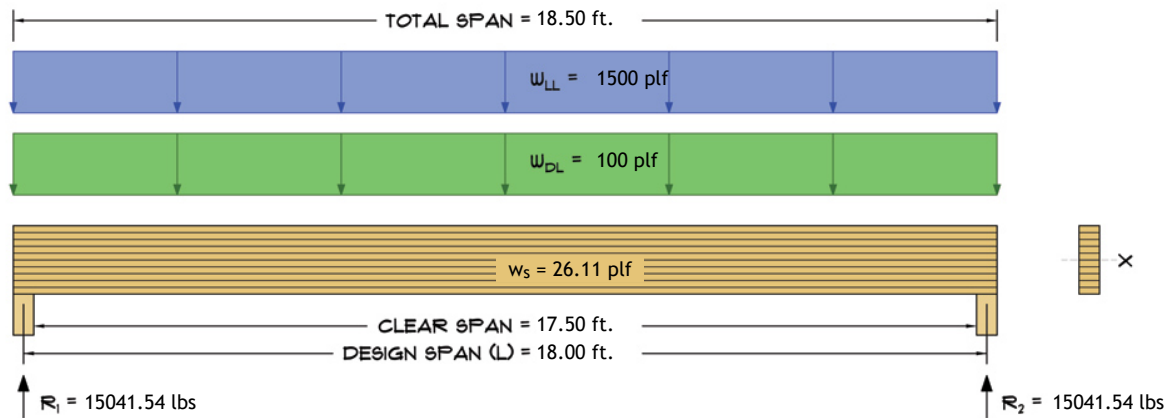 TOTAL SPAN = 18.50 ft.
wLL = 1500 plf
wDL = 100 plf
ws = 26.11 plf
X
CLEAR SPAN = 17.50 ft.
DESIGN SPAN (L) = 18.00 ft.
R1 = 15041.54 lbs
R2 = 15041.54 lbs